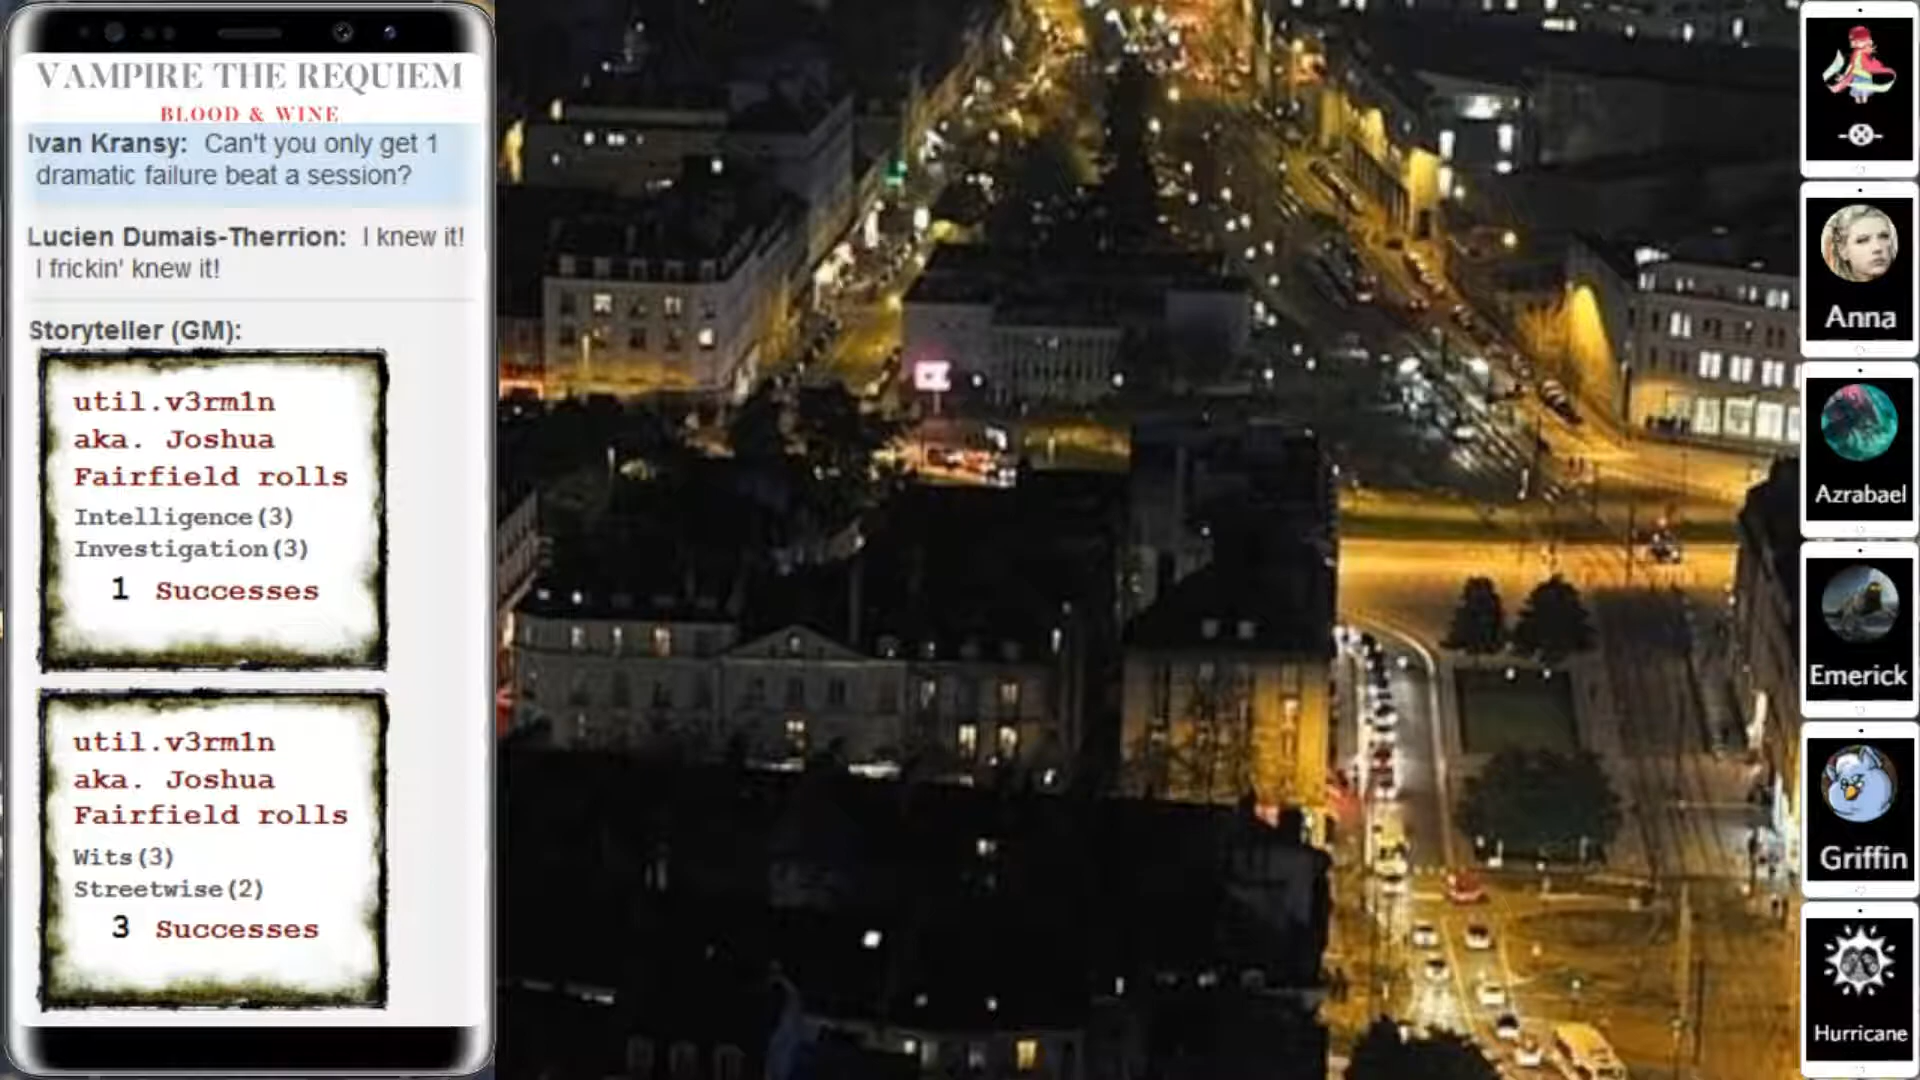 VAMPIRE THE REQUIEM
BLOOD & WINE
Ivan Kransy: Can't you only get 1
dramatic failure beat a session?
Lucien Dumais-Therrion: I knew it!
I frickin' knew it!
Storyteller (GM):
util.v3rm1n
aka. Joshua
Fairfield rolls
Intelligence(3)
Investigation(3)
1 Successes
util.v3rm1n
aka. Joshua
Fairfield rolls
Wits(3)
Streetwise(2)
3 Successes
Anna
Azrabael
Emerick
Griffin
Hurricane